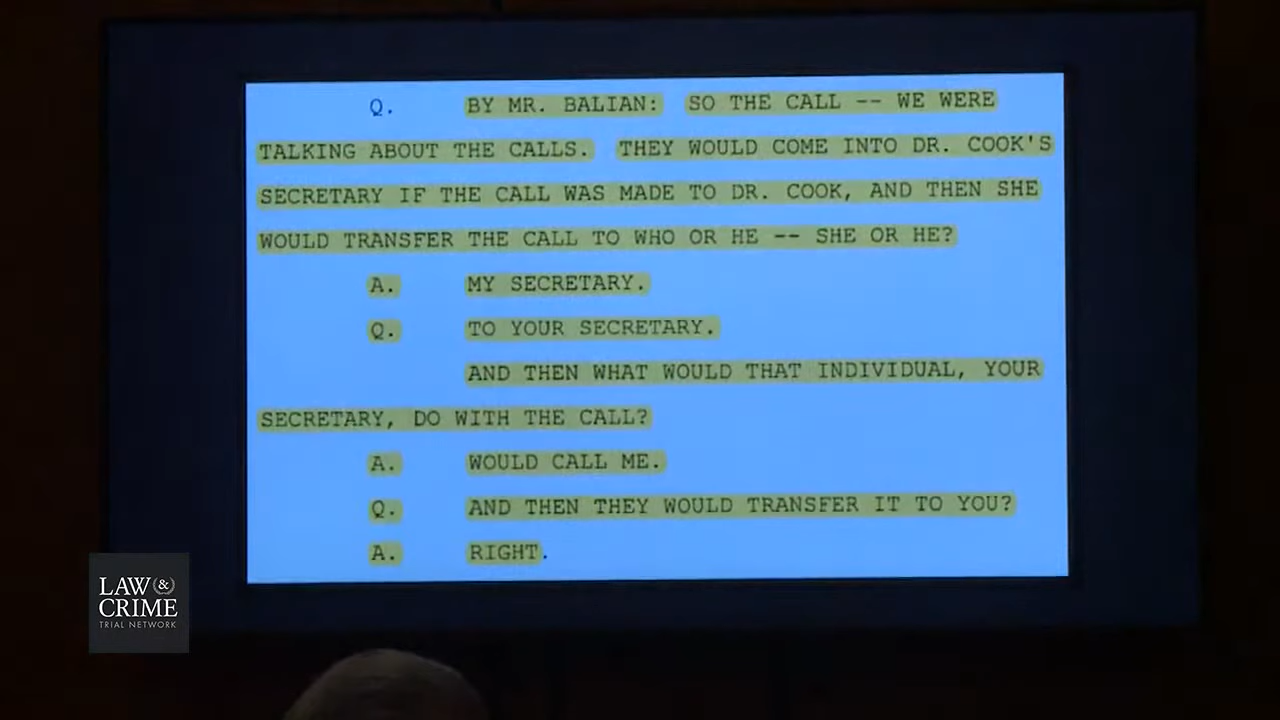 Q. BY MR. BALIAN: SO THE CALL -- WE WERE
TALKING ABOUT THE CALLS. THEY WOULD COME INTO DR. COOK'S
SECRETARY IF THE CALL WAS MADE TO DR. COOK, AND THEN SHE
WOULD TRANSFER THE CALL TO WHO OR HE -- SHE OR HE?
A. MY SECRETARY.
Q. TO YOUR SECRETARY.
AND THEN WHAT WOULD THAT INDIVIDUAL, YOUR
SECRETARY, DO WITH THE CALL?
A. WOULD CALL ME.
Q. AND THEN THEY WOULD TRANSFER IT TO YOU?
A. RIGHT.
LAW &
CRIME
TRIAL NETWORK